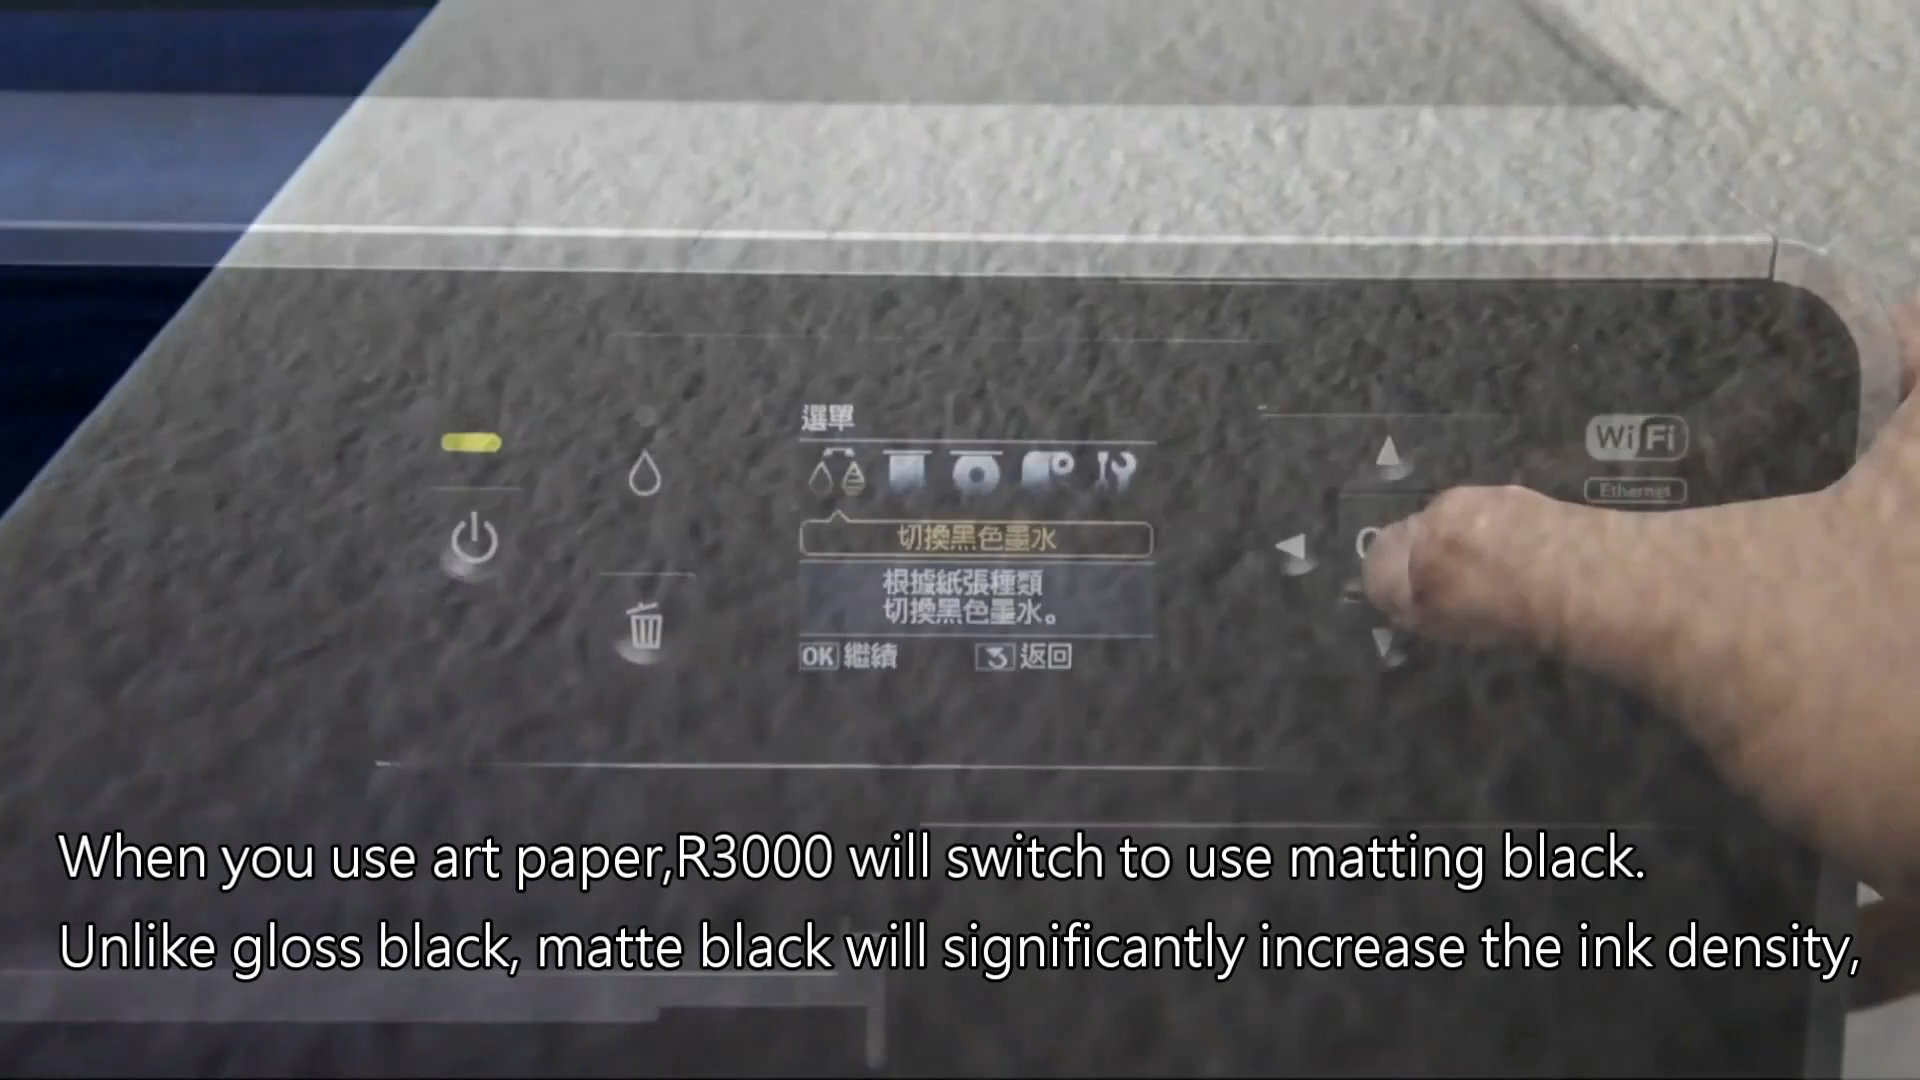 選單
切換黑色墨水
根據紙張種類
切換黑色墨水。
OK 繼續 返回
Wi Fi
Ethernet
When you use art paper,R3000 will switch to use matting black.
Unlike gloss black, matte black will significantly increase the ink density,